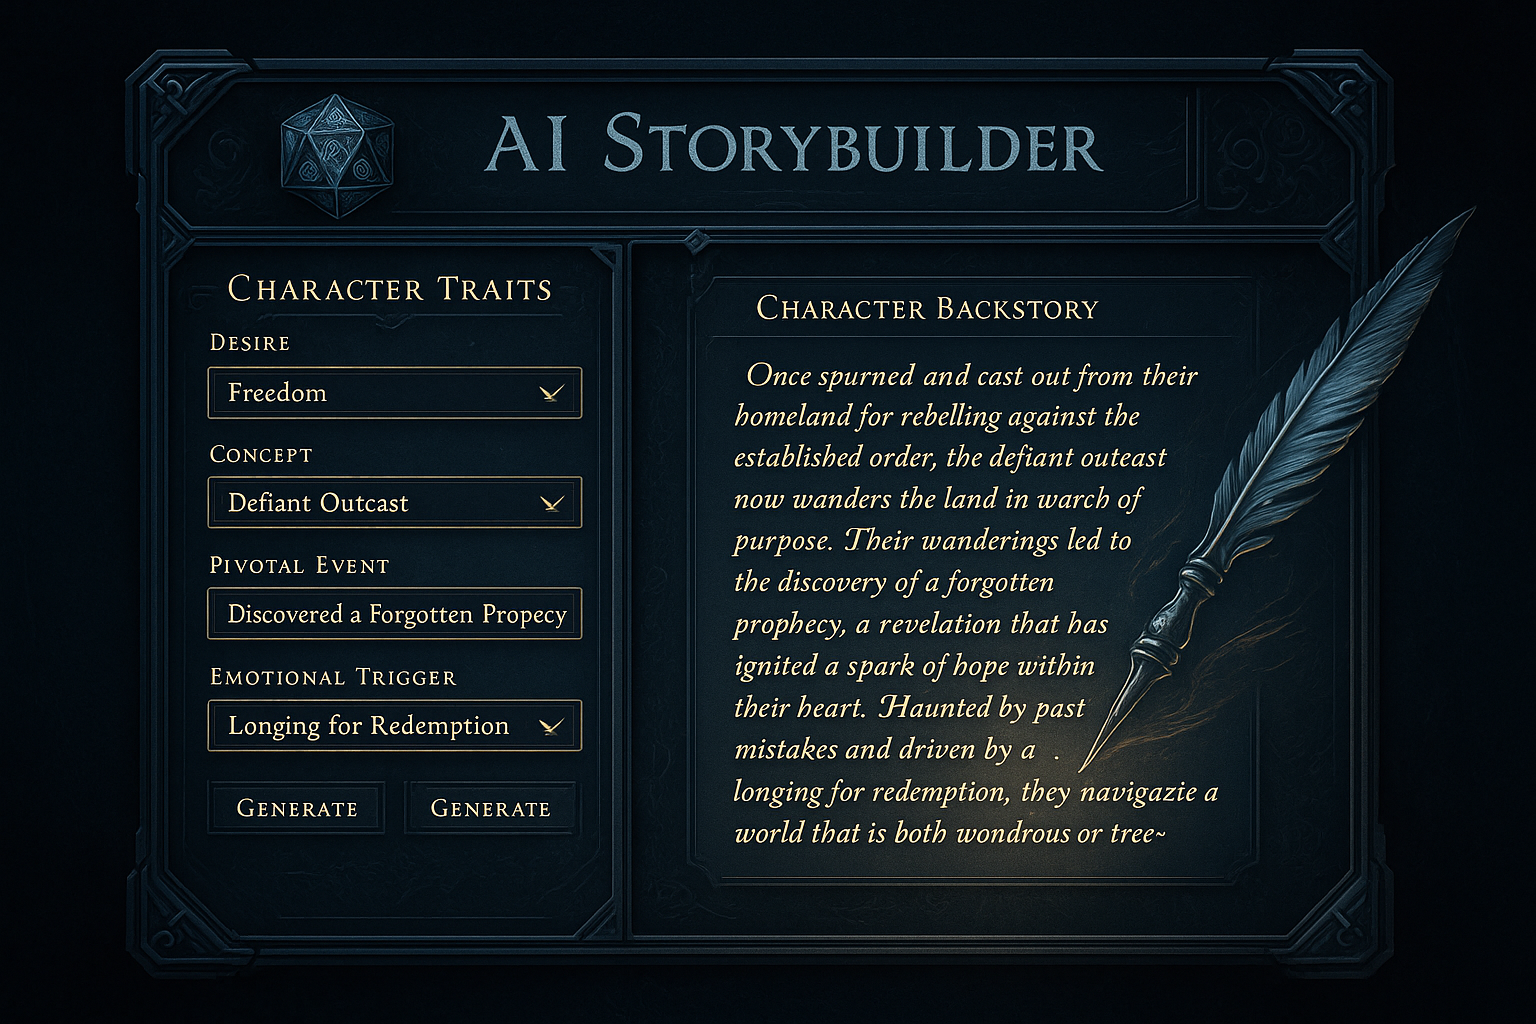 AI STORYBUILDER
CHARACTER TRAITS
DESIRE
Freedom
CONCEPT
Defiant Outcast
PIVOTAL EVENT
Discovered a Forgotten Propecy
EMOTIONAL TRIGGER
Longing for Redemption
GENERATE
GENERATE
CHARACTER BACKSTORY
Once spurned and cast out from their
homeland for rebelling against the
established order, the defiant outeast
now wanders the land in warch of
purpose. Their wanderings led to
the discovery of a forgotten
prophecy, a revelation that has
ignited a spark of hope within
their heart. Haunted by past
mistakes and driven by a .
longing for redemption, they navigazie a
world that is both wondrous or tree~